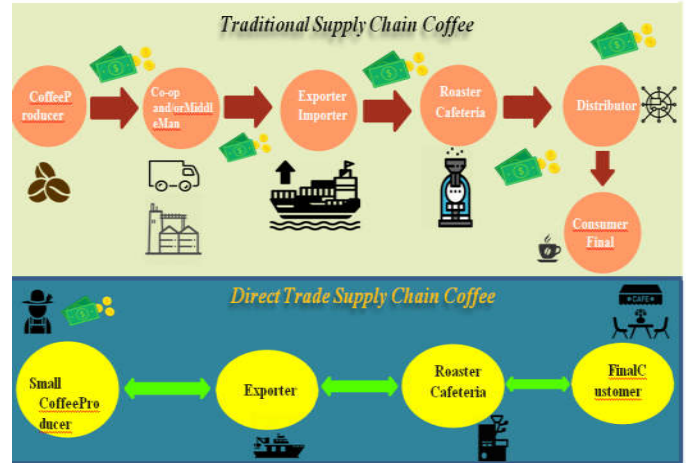 Traditional Supply Chain Coffee
CoffeeP
roducer
Co-op
and/orMiddl
eMan
Exporter
Importer
Roaster
Cafeteria
Distributor
Consumer
Final
Direct Trade Supply Chain Coffee
CAFE
Small
CoffeePro
ducer
Exporter
Roaster
Cafeteria
FinalC
ustomer